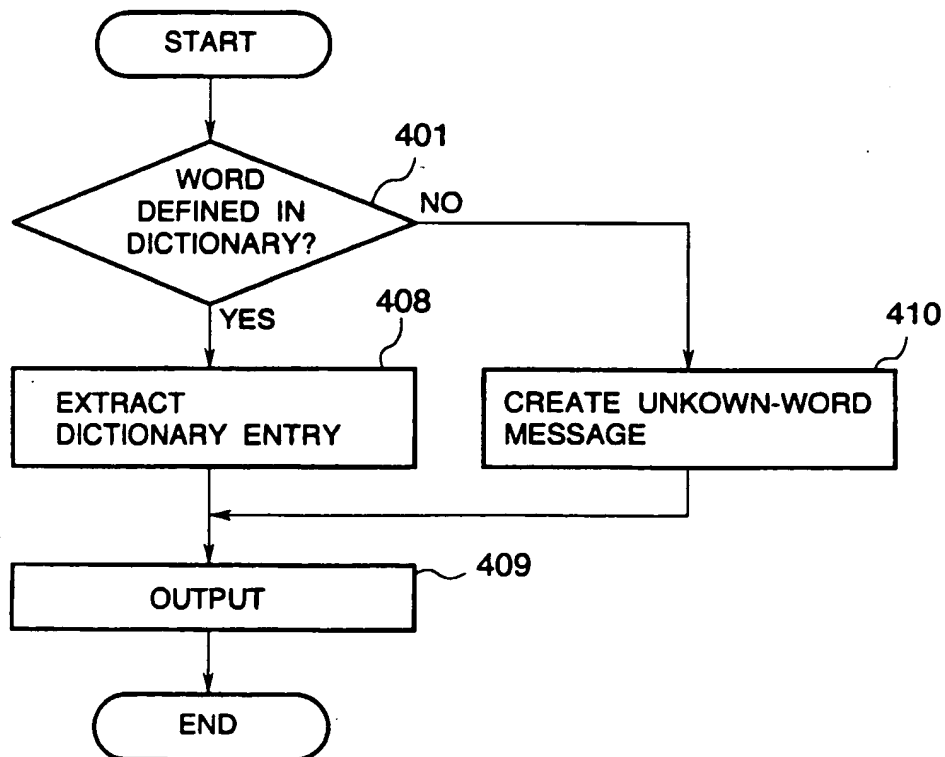 START
401
WORD
DEFINED IN
DICTIONARY?
NO
YES
408
EXTRACT
DICTIONARY ENTRY
410
CREATE UNKOWN-WORD
MESSAGE
409
OUTPUT
END